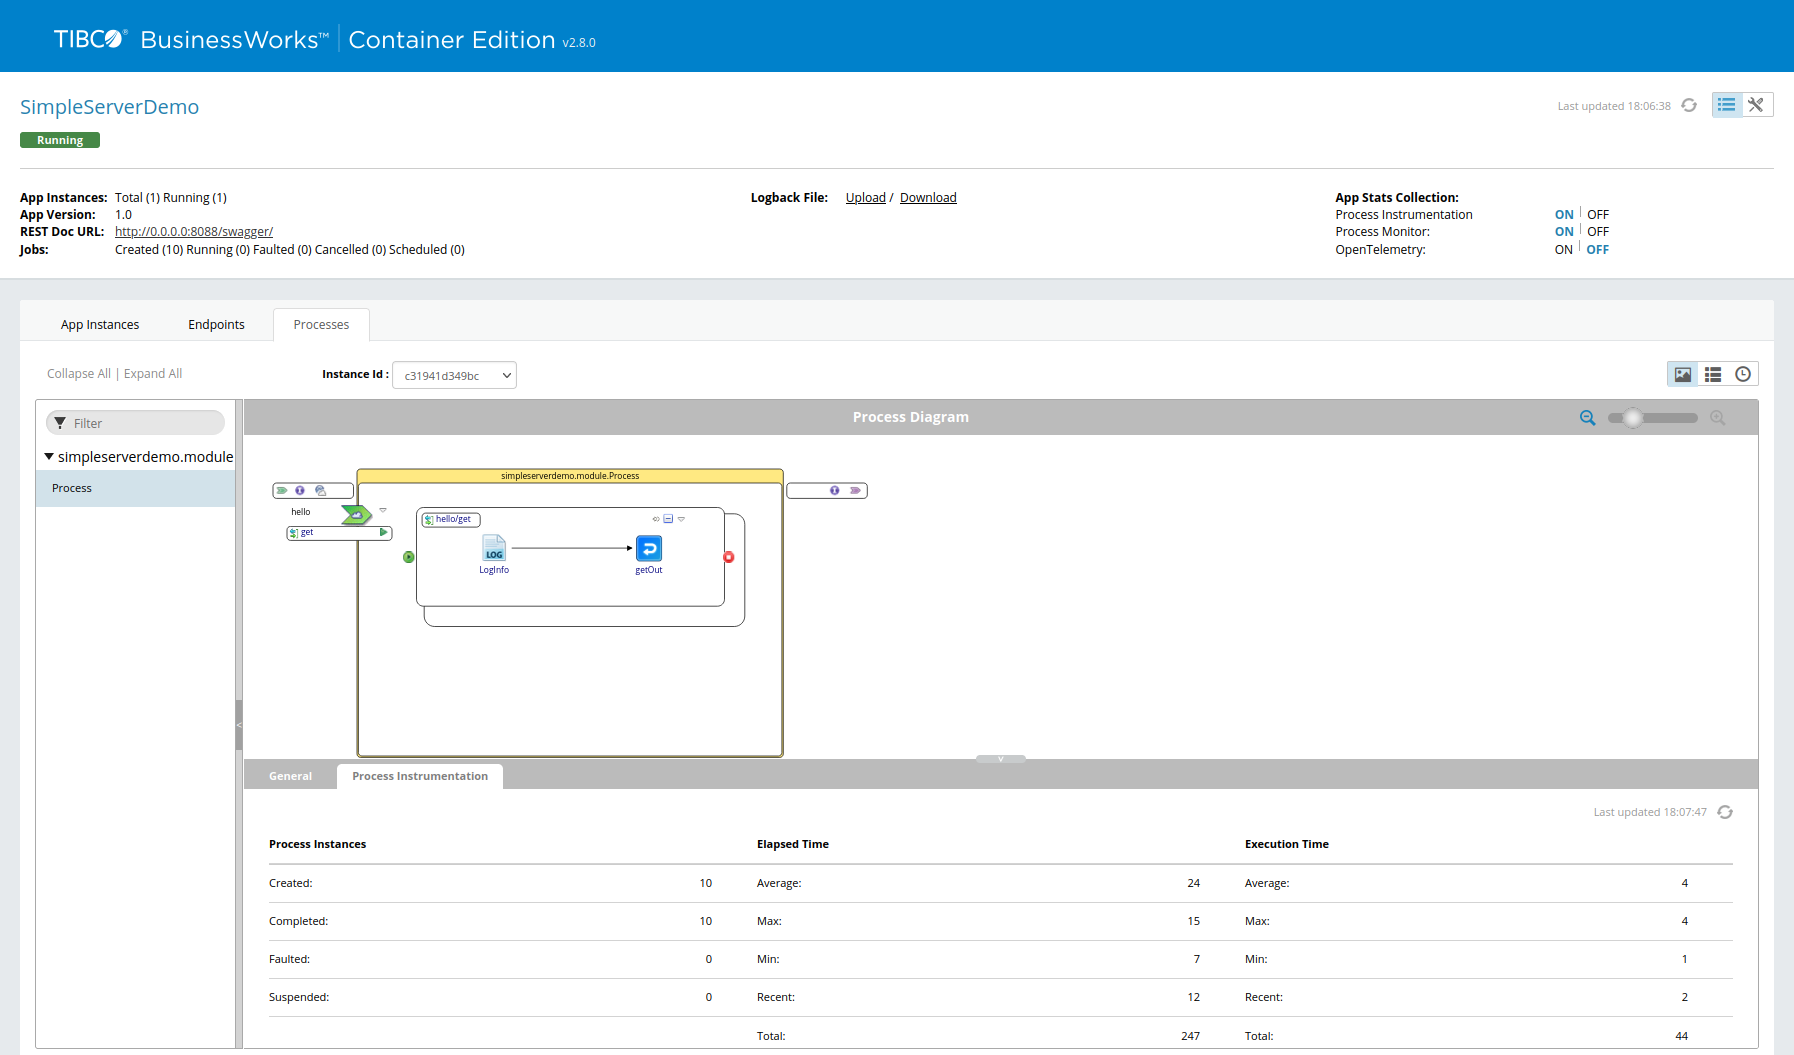 TIBCO® BusinessWorks™ | Container Edition v2.8.0
SimpleServerDemo
Last updated 18:06:38
Running
App Instances: Total (1) Running (1)
App Version: 1.0
REST Doc URL: http://0.0.0.0:8088/swagger/
Jobs: Created (10) Running (0) Faulted (0) Cancelled (0) Scheduled (0)
Logback File: Upload / Download
App Stats Collection:
Process Instrumentation ON | OFF
Process Monitor: ON | OFF
OpenTelemetry: ON | OFF
App Instances Endpoints Processes
Collapse All | Expand All
Instance Id : c31941d349bc
Filter
simpleserverdemo.module
Process
Process Diagram
simpleserverdemo.module.Process
hello
get
hello/get
LOG
LogInfo
getOut
General Process Instrumentation
Last updated 18:07:47
Process Instances Elapsed Time Execution Time
Created: 10 Average: 24 Average: 4
Completed: 10 Max: 15 Max: 4
Faulted: 0 Min: 7 Min: 1
Suspended: 0 Recent: 12 Recent: 2
Total: 247 Total: 44